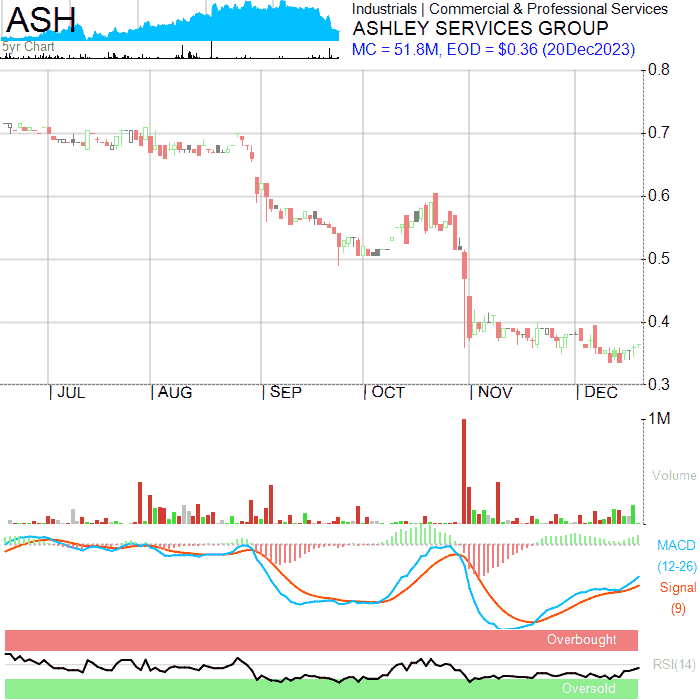 ASH
5yr Chart
Industrials | Commercial & Professional Services
ASHLEY SERVICES GROUP
MC = 51.8M, EOD = $0.36 (20Dec2023)
0.8
0.7
0.6
0.5
0.4
0.3
JUL
AUG
SEP
OCT
NOV
DEC
1M
Volume
MACD
(12-26)
Signal
(9)
Overbought
RSI(14)
Oversold